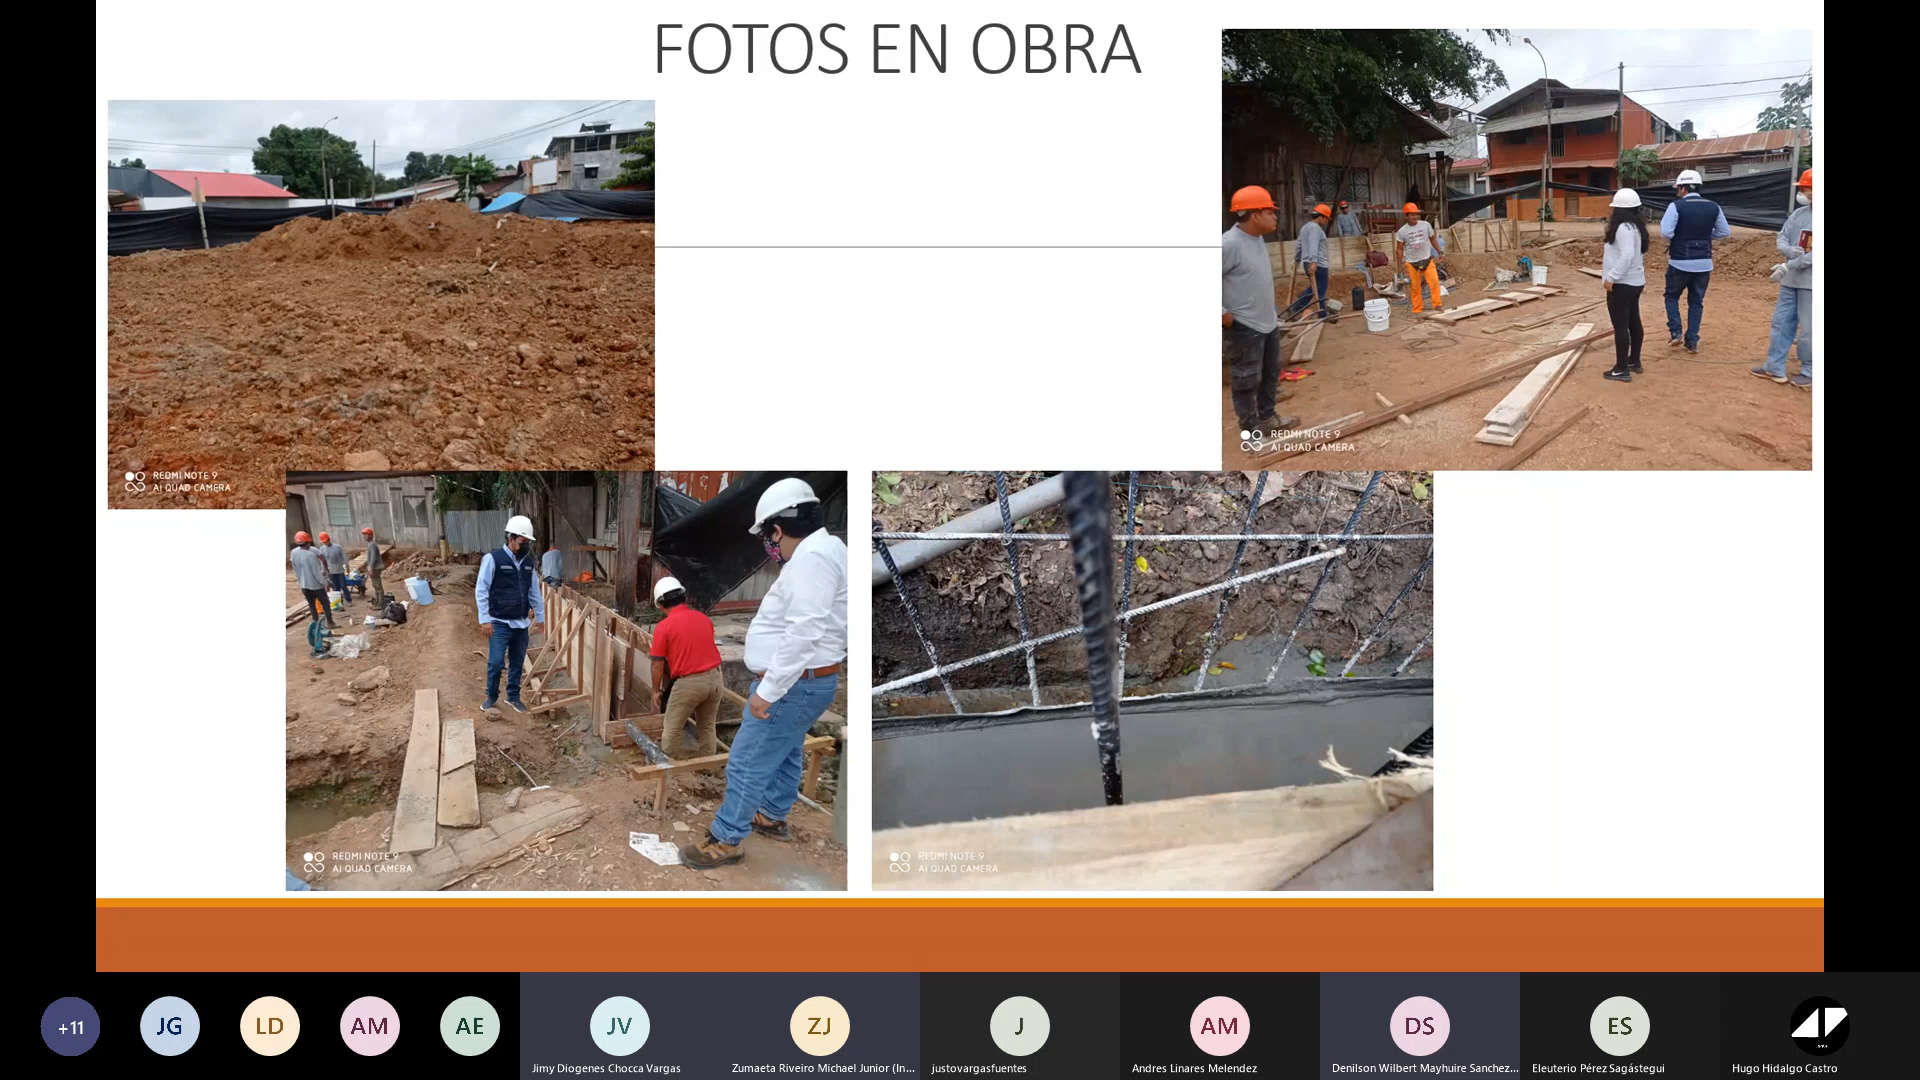 FOTOS EN OBRA
REDMI NOTE 9
AI QUAD CAMERA
REDMI NOTE 9
AI QUAD CAMERA
REDMI NOTE 9
AI QUAD CAMERA
REDMI NOTE 9
AI QUAD CAMERA
+11
JG
LD
AM
AE
JV
ZJ
J
AM
DS
ES
Jimy Diogenes Chocca Vargas
Zumaeta Riveiro Michael Junior (In...
justovargasfuentes
Andres Linares Melendez
Denilson Wilbert Mayhuire Sanchez...
Eleuterio Pérez Sagástegui
Hugo Hidalgo Castro